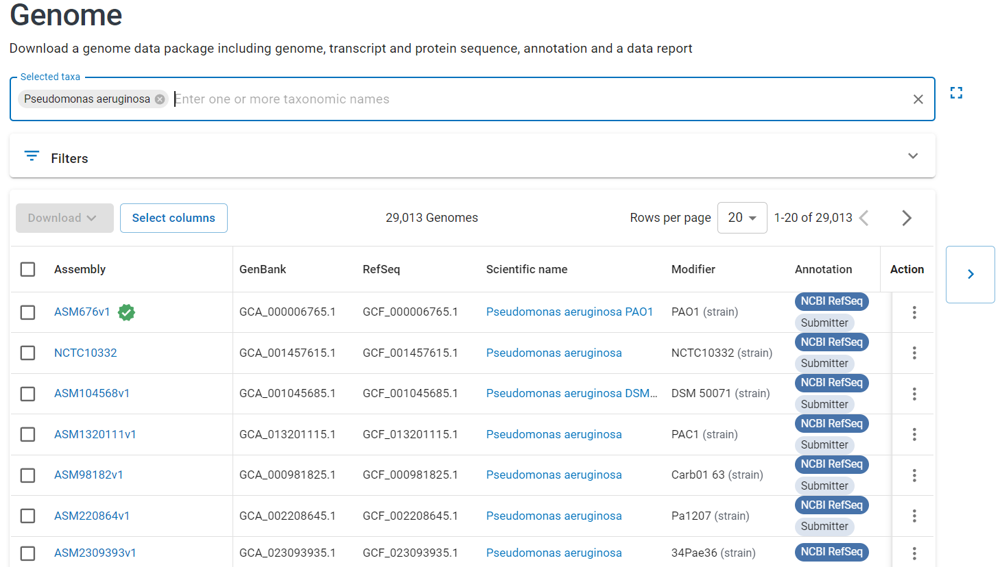 Genome
Download a genome data package including genome, transcript and protein sequence, annotation and a data report
Selected taxa
Pseudomonas aeruginosa Enter one or more taxonomic names
Filters
Download Select columns 29,013 Genomes Rows per page 20 1-20 of 29,013
Assembly GenBank RefSeq Scientific name Modifier Annotation Action
ASM676v1 GCA_000006765.1 GCF_000006765.1 Pseudomonas aeruginosa PAO1 PAO1 (strain) NCBI RefSeq
Submitter
NCTC10332 GCA_001457615.1 GCF_001457615.1 Pseudomonas aeruginosa NCTC10332 (strain) NCBI RefSeq
Submitter
ASM104568v1 GCA_001045685.1 GCF_001045685.1 Pseudomonas aeruginosa DSM... DSM 50071 (strain) NCBI RefSeq
Submitter
ASM1320111v1 GCA_013201115.1 GCF_013201115.1 Pseudomonas aeruginosa PAC1 (strain) NCBI RefSeq
Submitter
ASM98182v1 GCA_000981825.1 GCF_000981825.1 Pseudomonas aeruginosa Carb01 63 (strain) NCBI RefSeq
Submitter
ASM220864v1 GCA_002208645.1 GCF_002208645.1 Pseudomonas aeruginosa Pa1207 (strain) NCBI RefSeq
Submitter
ASM2309393v1 GCA_023093935.1 GCF_023093935.1 Pseudomonas aeruginosa 34Pae36 (strain) NCBI RefSeq